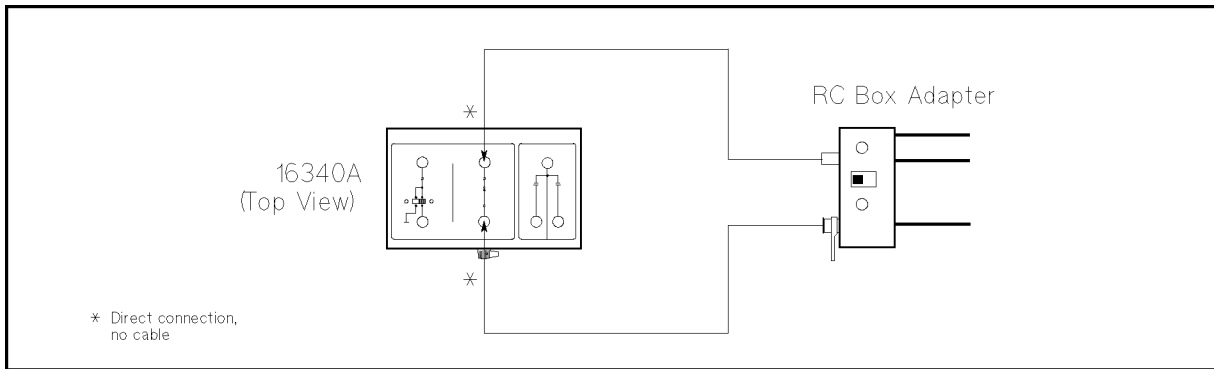 RC Box Adapter
*
16340A
(Top View)
*
* Direct connection,
no cable